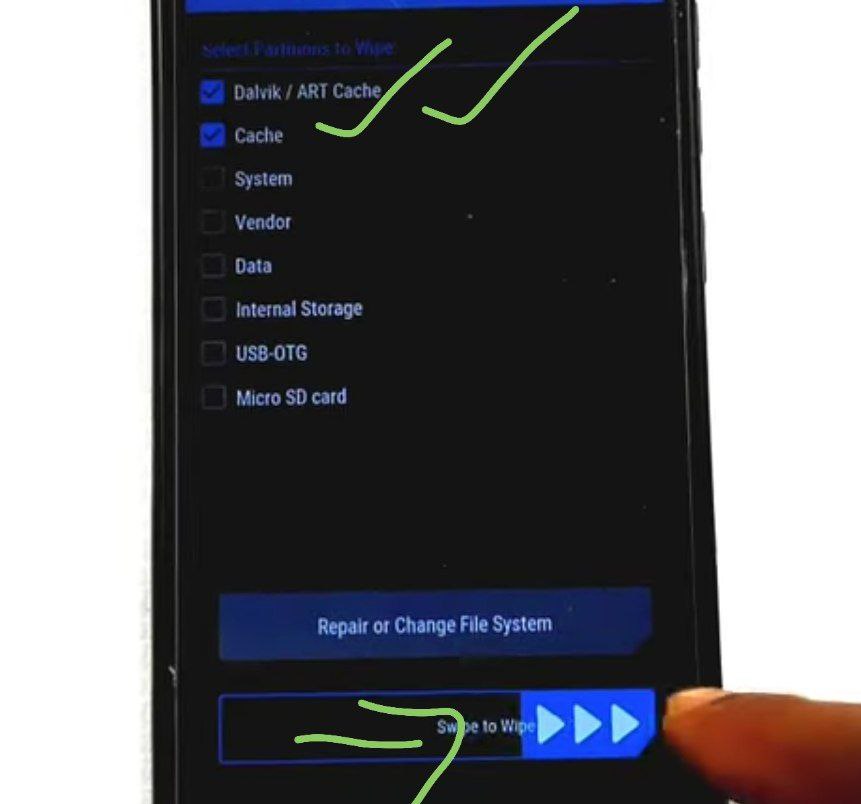 Select Partitions to Wipe:
Dalvik / ART Cache
Cache
System
Vendor
Data
Internal Storage
USB-OTG
Micro SD card
Repair or Change File System
Swipe to Wipe